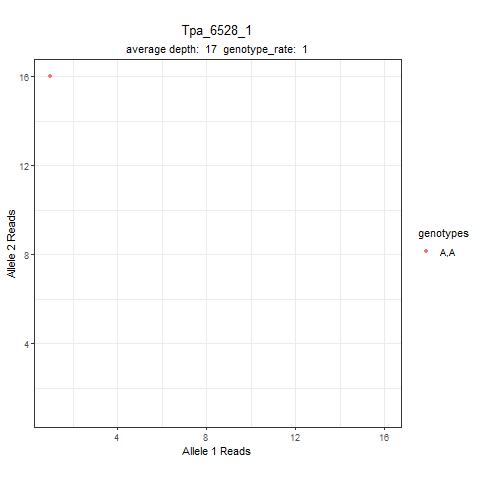 Tpa_6528_1
average depth: 17 genotype_rate: 1
16
12
8
4
Allele 2 Reads
4 8 12 16
Allele 1 Reads
genotypes
A,A